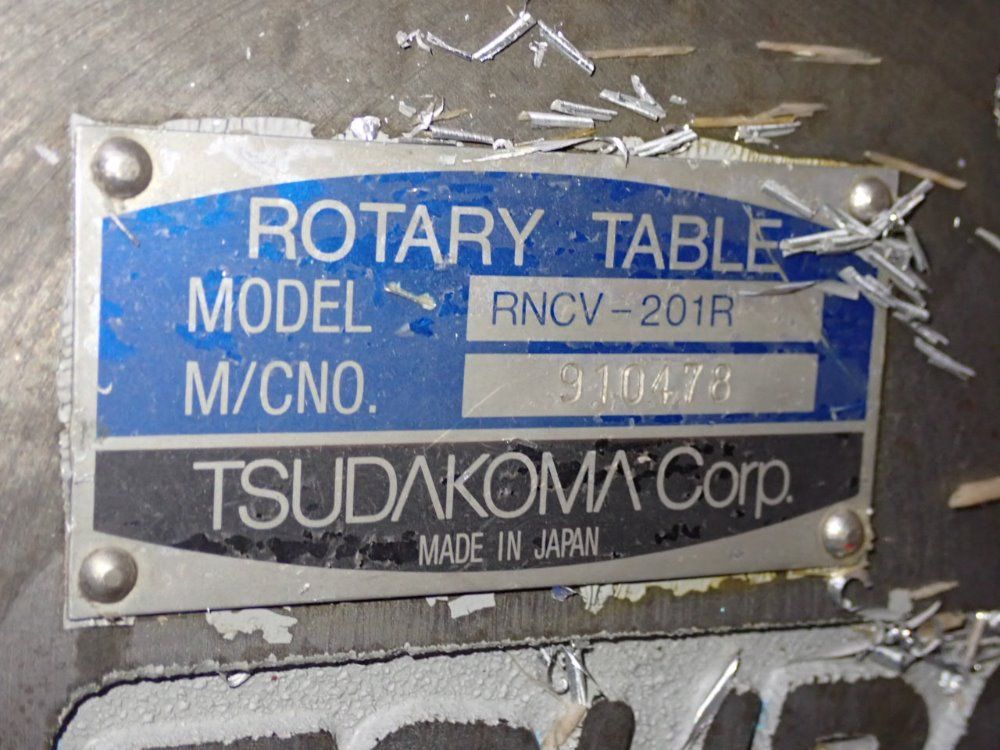 ROTARY TABLE
MODEL RNCV-201R
M/CNO. 910478
TSUDAKOMA Corp.
MADE IN JAPAN